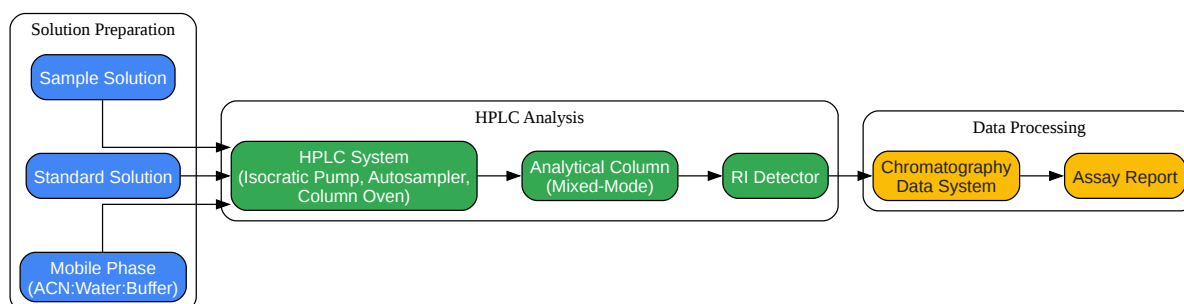 Solution Preparation
Sample Solution
Standard Solution
Mobile Phase
(ACN:Water:Buffer)
HPLC Analysis
HPLC System
(Isocratic Pump, Autosampler,
Column Oven)
Analytical Column
(Mixed-Mode)
RI Detector
Data Processing
Chromatography
Data System
Assay Report